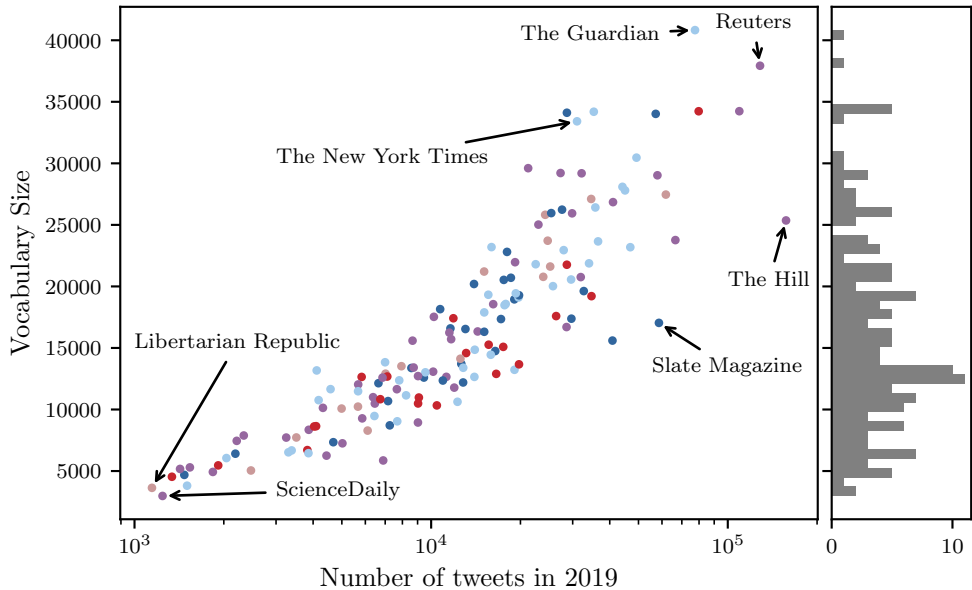 The Guardian
Reuters
The New York Times
The Hill
Libertarian Republic
Slate Magazine
ScienceDaily
Vocabulary Size
40000
35000
30000
25000
20000
15000
10000
5000
10³
10⁴
10⁵
0
10
Number of tweets in 2019